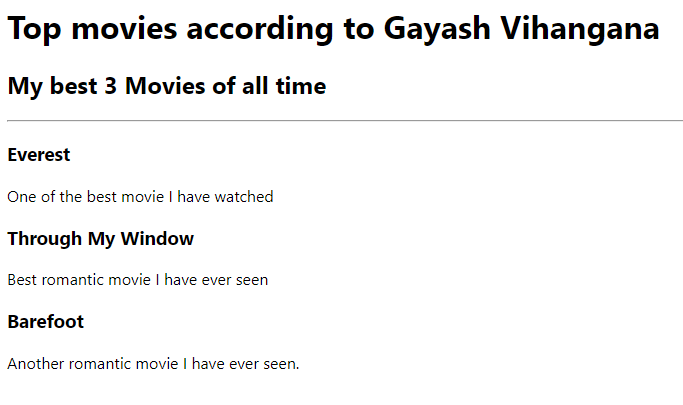 Top movies according to Gayash Vihangana
My best 3 Movies of all time
Everest
One of the best movie I have watched
Through My Window
Best romantic movie I have ever seen
Barefoot
Another romantic movie I have ever seen.